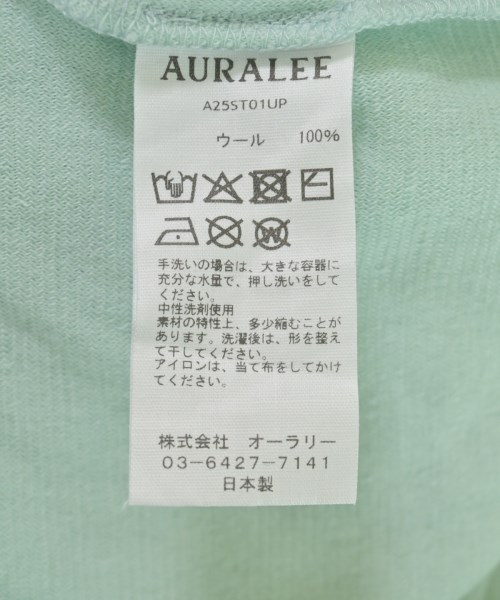 AURALEE
A25ST01UP
ウール 100%
手洗いの場合は、大きな容器に
充分な水量で、押し洗いをして
ください。
中性洗剤使用
素材の特性上、多少縮むことが
あります。洗濯後は、形を整え
て干してください。
アイロンは、当て布をしてかけ
てください。
株式会社 オーラリー
03-6427-7141
日本製